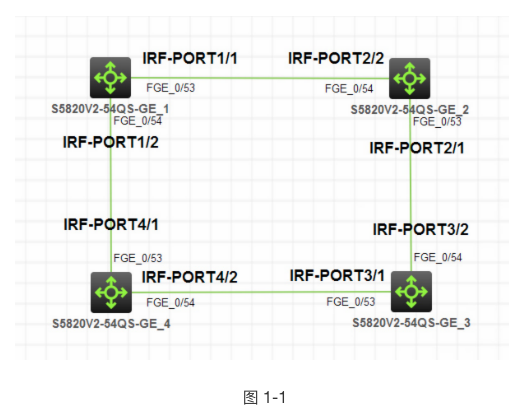 IRF-PORT1/1 IRF-PORT2/2
FGE_0/53 FGE_0/54
S5820V2-54QS-GE_1 S5820V2-54QS-GE_2
FGE_0/54 FGE_0/53
IRF-PORT1/2 IRF-PORT2/1
IRF-PORT4/1 IRF-PORT3/2
FGE_0/53 FGE_0/54
IRF-PORT4/2 IRF-PORT3/1
FGE_0/54 FGE_0/53
S5820V2-54QS-GE_4 S5820V2-54QS-GE_3
图 1-1